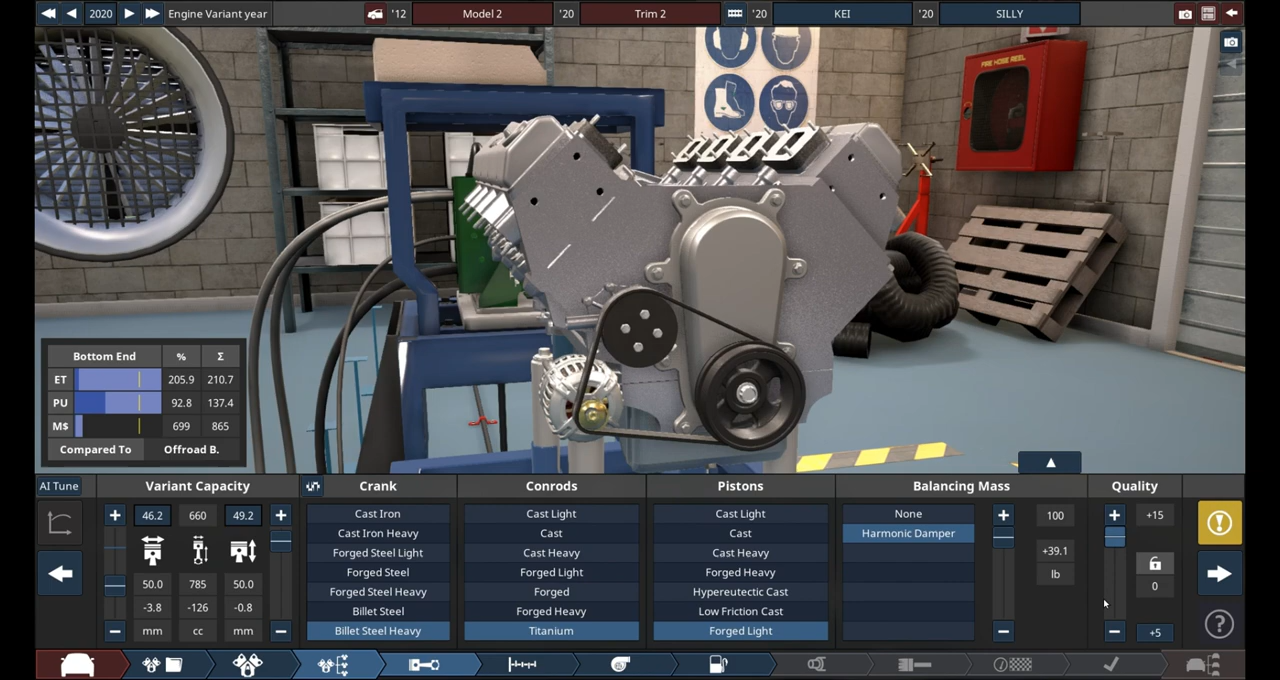 2020 Engine Variant year '12 Model 2 '20 Trim 2 '20 KEI '20 SILLY
FIRE HOSE REEL
Bottom End % Σ
ET 205.9 210.7
PU 92.8 137.4
M$ 699 865
Compared To Offroad B.
AI Tune Variant Capacity Crank Conrods Pistons Balancing Mass Quality
+ 46.2 660 49.2 + Cast Iron Cast Light Cast Light None + 100 + +15
Cast Iron Heavy Cast Cast Harmonic Damper
Forged Steel Light Cast Heavy Cast Heavy +39.1
Forged Steel Forged Light Forged Heavy lb
50.0 785 50.0 Forged Steel Heavy Forged Hypereutectic Cast 0
-3.8 -126 -0.8 Billet Steel Forged Heavy Low Friction Cast
mm cc mm Billet Steel Heavy Titanium Forged Light +5
?